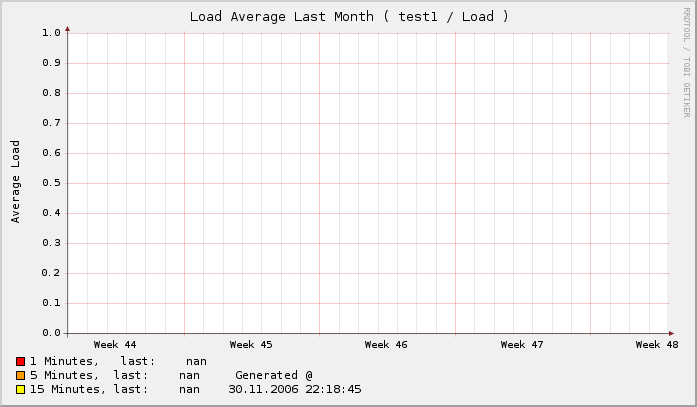 Load Average Last Month ( test1 / Load )
RRDTOOL / TOBI OETIKER
Average Load
1.0
0.9
0.8
0.7
0.6
0.5
0.4
0.3
0.2
0.1
0.0
Week 44 Week 45 Week 46 Week 47 Week 48
1 Minutes, last: nan
5 Minutes, last: nan Generated @
15 Minutes, last: nan 30.11.2006 22:18:45